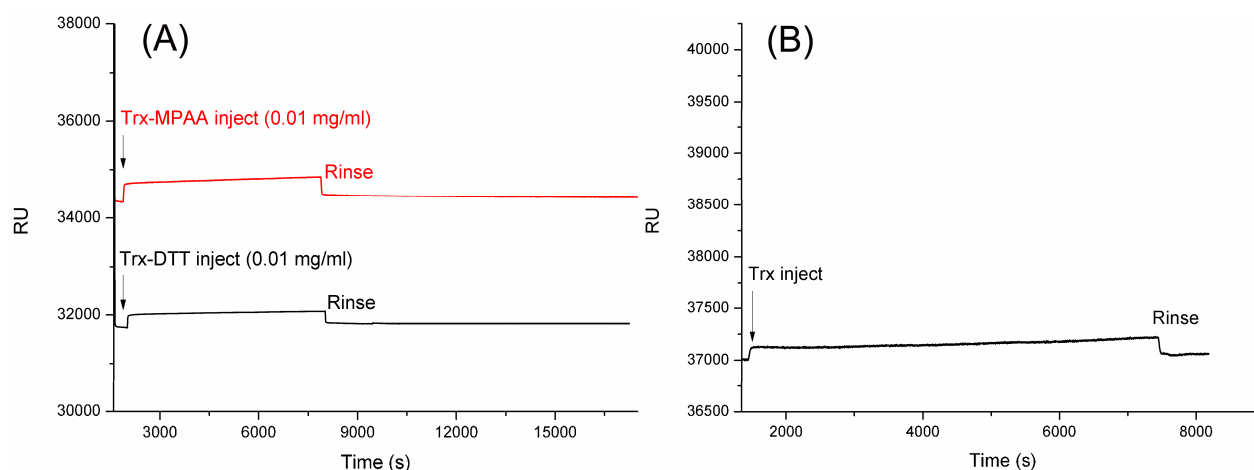 (A)
38000
36000
34000
32000
30000
RU
Trx-MPAA inject (0.01 mg/ml)
Rinse
Trx-DTT inject (0.01 mg/ml)
Rinse
3000
6000
9000
12000
15000
Time (s)
(B)
40000
39500
39000
38500
38000
37500
37000
36500
RU
Trx inject
Rinse
2000
4000
6000
8000
Time (s)